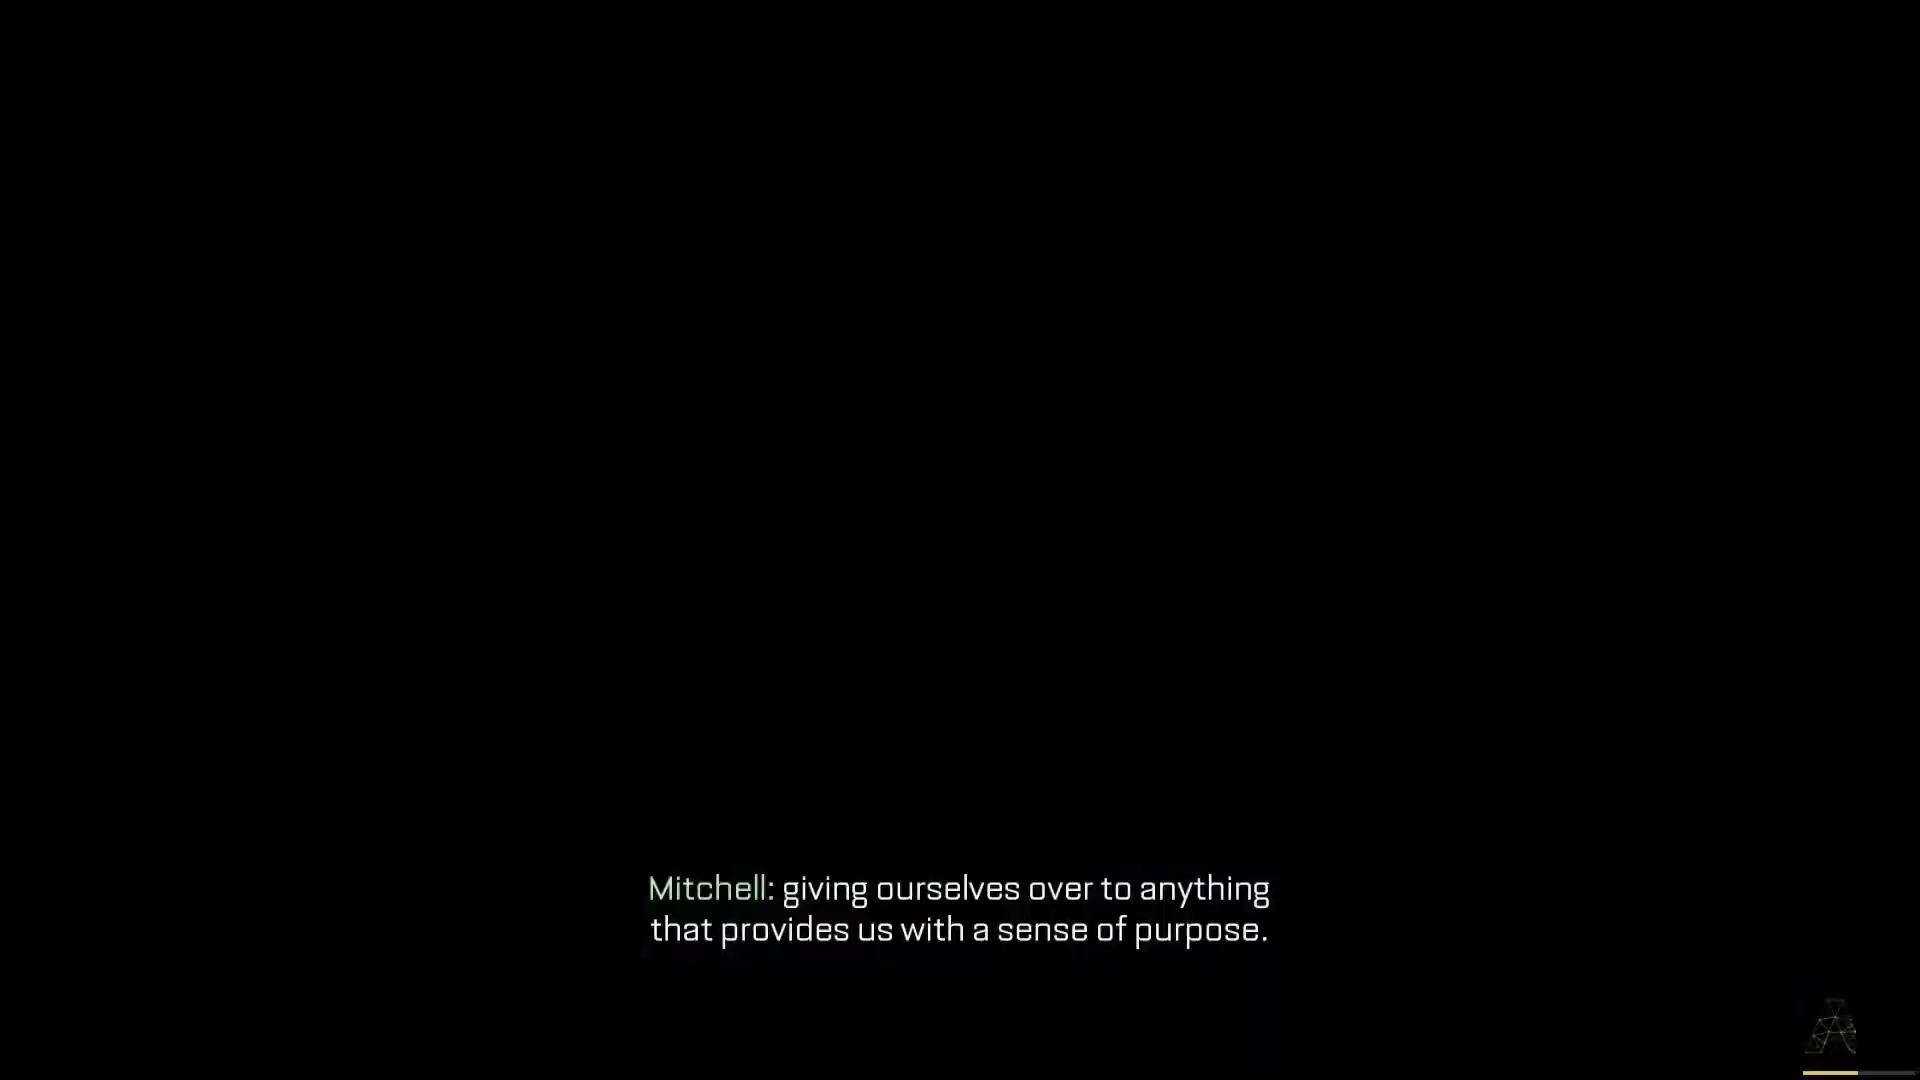 Mitchell: giving ourselves over to anything
that provides us with a sense of purpose.